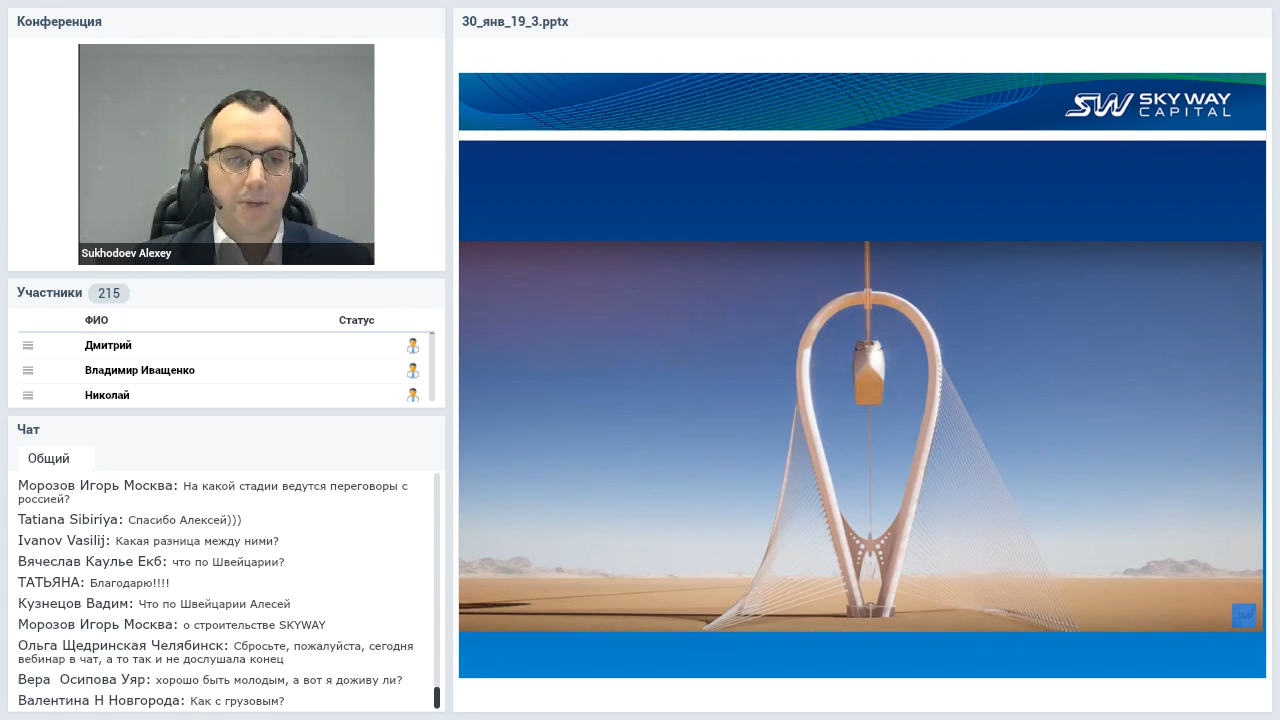 Конференция
Sukhodoev Alexey
Участники 215
ФИО Статус
Дмитрий
Владимир Иващенко
Николай
Чат
Общий
Морозов Игорь Москва: На какой стадии ведутся переговоры с
россией?
Tatiana Sibiriya: Спасибо Алексей)))
Ivanov Vasilij: Какая разница между ними?
Вячеслав Каулье Екб: что по Швейцарии?
ТАТЬЯНА: Благодарю!!!!
Кузнецов Вадим: Что по Швейцарии Алесей
Морозов Игорь Москва: о строительстве SKYWAY
Ольга Щедринская Челябинск: Сбросьте, пожалуйста, сегодня
вебинар в чат, а то так и не дослушала конец
Вера Осипова Уяр: хорошо быть молодым, а вот я доживу ли?
Валентина Н Новгорода: Как с грузовым?
30_янв_19_3.pptx
SW SKY WAY
CAPITAL
SW